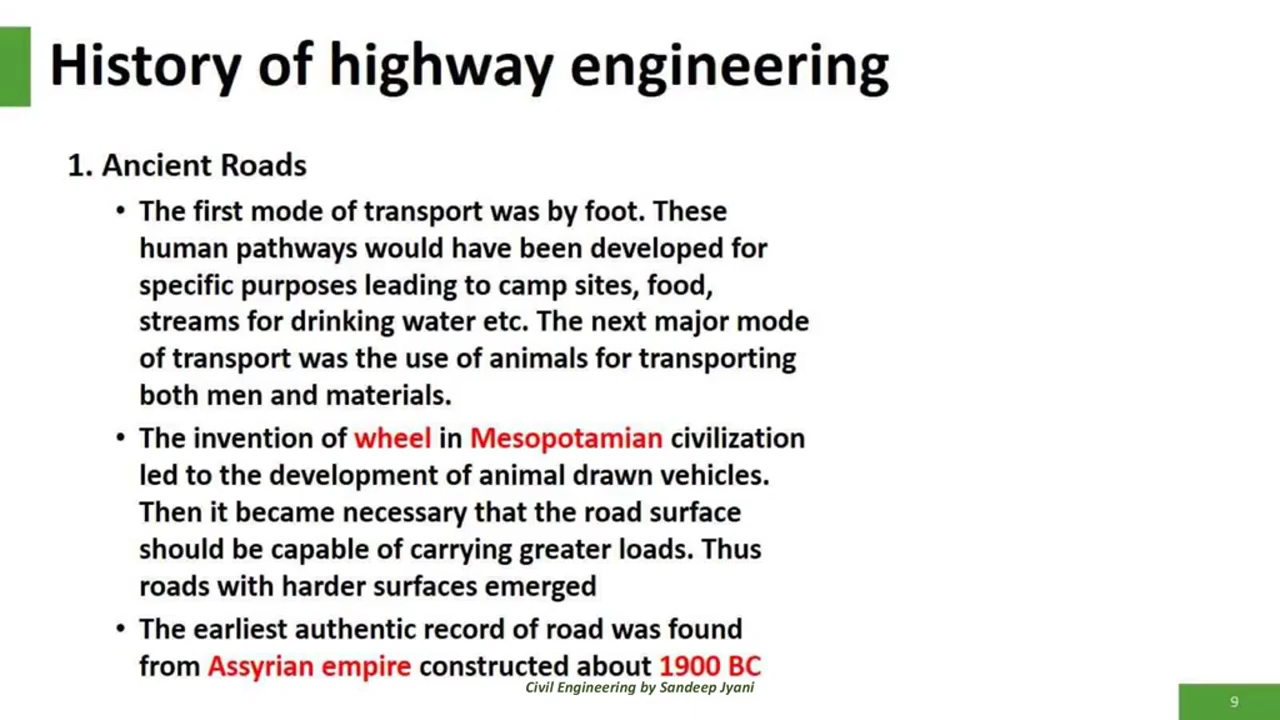 History of highway engineering
1. Ancient Roads
• The first mode of transport was by foot. These
human pathways would have been developed for
specific purposes leading to camp sites, food,
streams for drinking water etc. The next major mode
of transport was the use of animals for transporting
both men and materials.
• The invention of wheel in Mesopotamian civilization
led to the development of animal drawn vehicles.
Then it became necessary that the road surface
should be capable of carrying greater loads. Thus
roads with harder surfaces emerged
• The earliest authentic record of road was found
from Assyrian empire constructed about 1900 BC
Civil Engineering by Sandeep Jyani
9